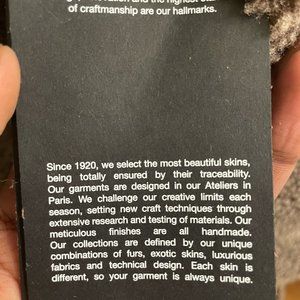 and the highest
of craftmanship are our hallmarks.
Since 1920, we select the most beautiful skins,
being totally ensured by their traceability.
Our garments are designed in our Ateliers in
Paris. We challenge our creative limits each
season, setting new craft techniques through
extensive research and testing of materials. Our
meticulous finishes are all handmade.
Our collections are defined by our unique
combinations of furs, exotic skins, luxurious
fabrics and technical design. Each skin is
different, so your garment is always unique.